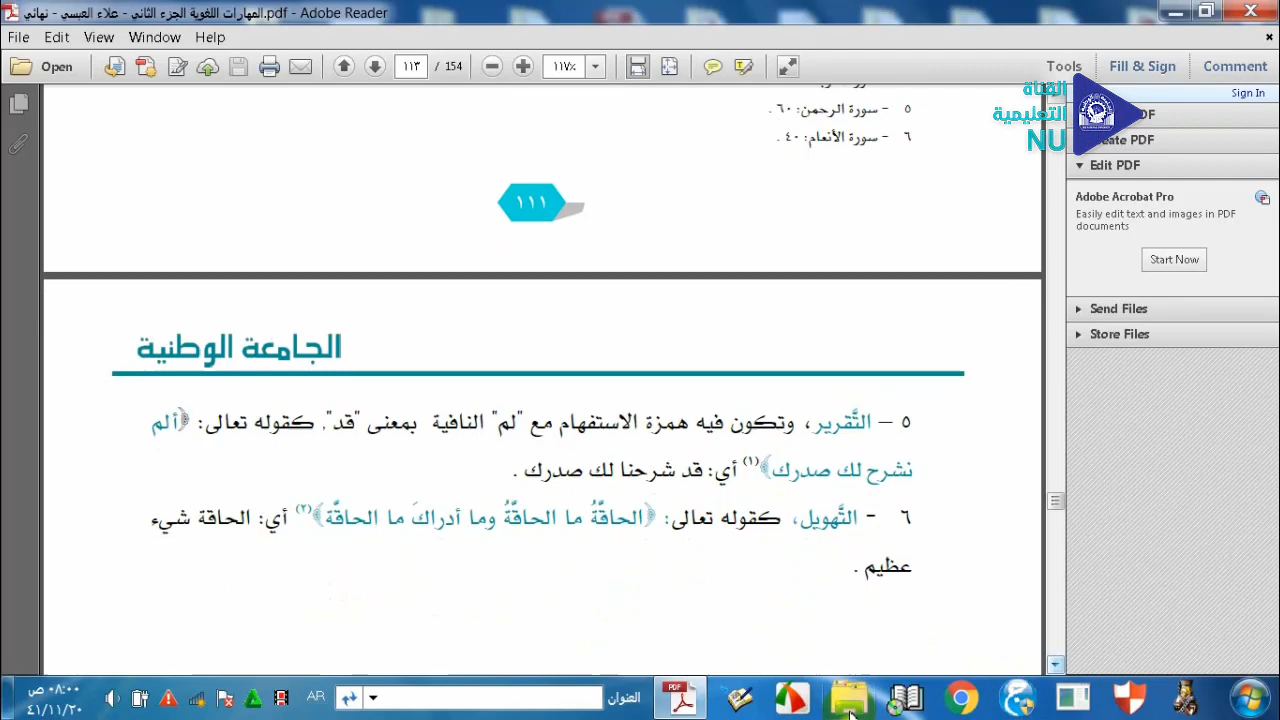 المهارات اللغوية الجزء الثاني - علاء العبسي - نهائي.pdf - Adobe Reader
File Edit View Window Help
Open ١١٣ / 154 ١١٧٪ Tools Fill & Sign Comment
Sign In
القناة
التعليمية
NU
٥ - سورة الرحمن: ٦٠ .
٦ - سورة الأنعام: ٤٠ .
١١١
Edit PDF
Adobe Acrobat Pro
Easily edit text and images in PDF
documents
Start Now
Send Files
Store Files
الجامعة الوطنية
٥ – التَّقرير، وتكون فيه همزة الاستفهام مع "لم" النافية بمعنى "قد"، كقوله تعالى: ﴿ألم
نشرح لك صدرك﴾(١) أي: قد شرحنا لك صدرك .
٦ - التَّهويل، كقوله تعالى: ﴿الحاقَّةُ ما الحاقَّةُ وما أدراكَ ما الحاقَّة﴾(٢) أي: الحاقة شيء
عظيم .
٠٨:٠٠ ص
٤١/١١/٢٠
AR
العنوان
PDF